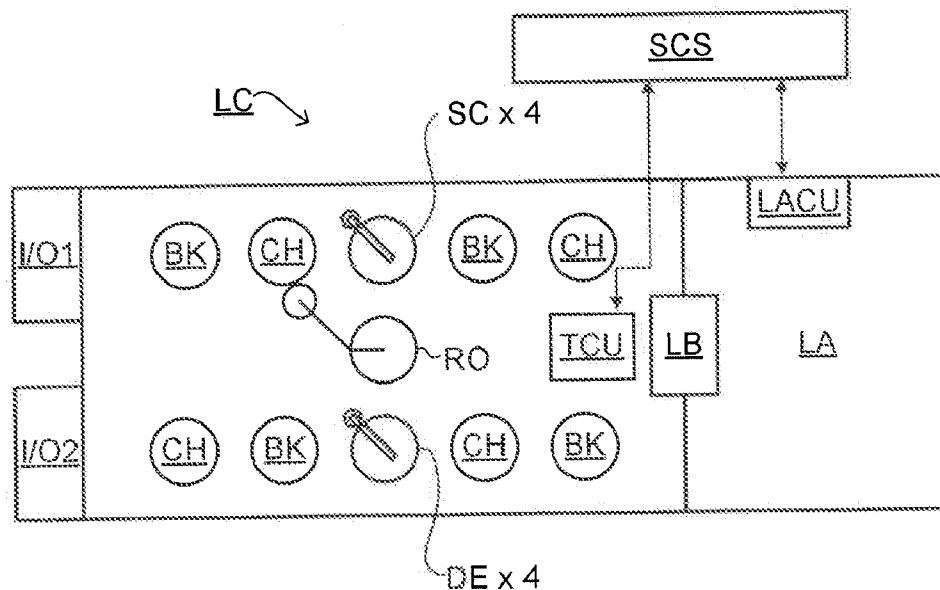 SCS
LC
SC x 4
LACU
I/O1
BK
CH
BK
CH
TCU
LB
LA
RO
I/O2
CH
BK
CH
BK
DE x 4